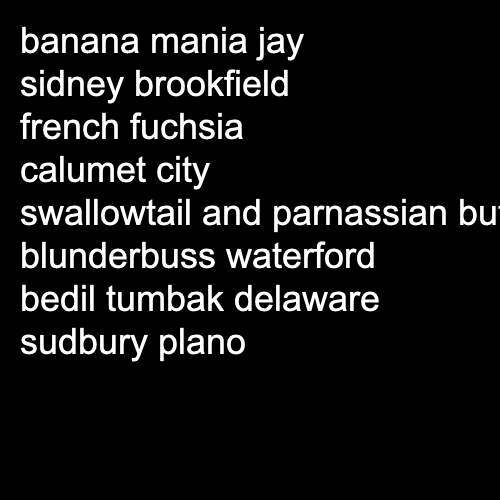 banana mania jay
sidney brookfield
french fuchsia
calumet city
swallowtail and parnassian
blunderbuss waterford
bedil tumbak delaware
sudbury plano